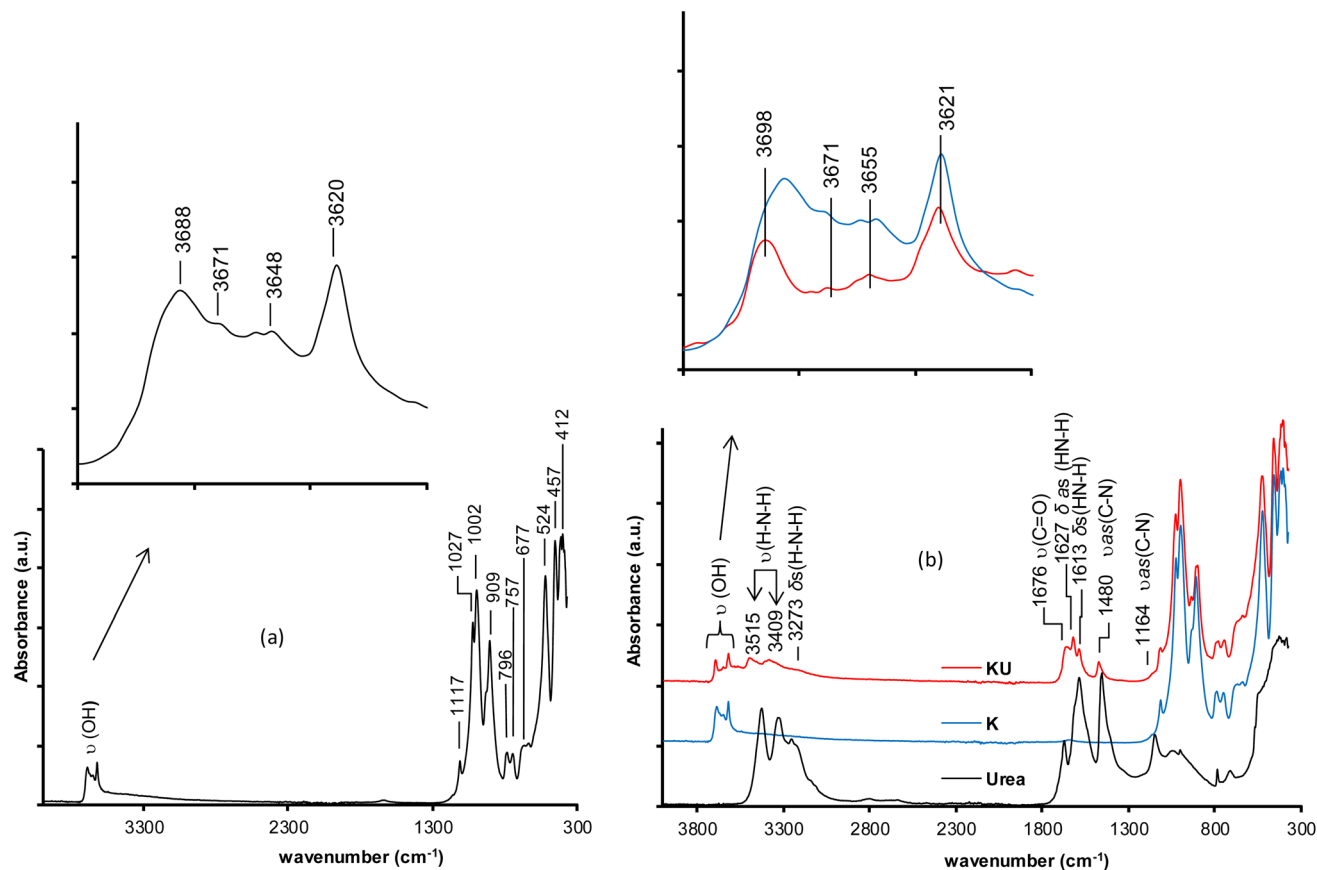 3688
3671
3648
3620
υ (OH)
(a)
1117
1027
1002
909
796
757
677
524
457
412
Absorbance (a.u.)
3300
2300
1300
300
wavenumber (cm-1)
3698
3671
3655
3621
υ (OH)
3515
υ(H-N-H)
3409
3273 δs(H-N-H)
(b)
1676 υ(C=O)
1627 δ as (HN-H)
1613 δs(HN-H)
1480 υas(C-N)
1164 υas(C-N)
KU
K
Urea
Absorbance (a.u.)
3800
3300
2800
2300
1800
1300
800
300
wavenumber (cm-1)